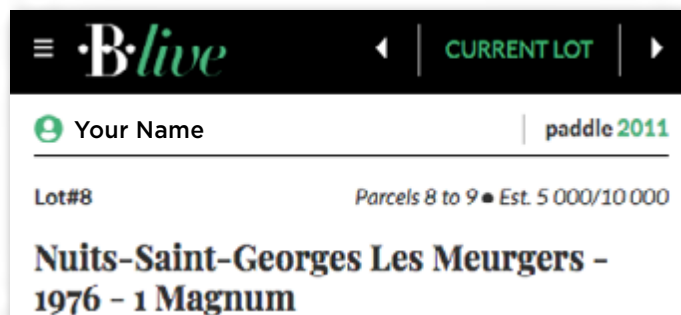 ·B·live
CURRENT LOT
Your Name
paddle 2011
Lot#8
Parcels 8 to 9 • Est. 5 000/10 000
Nuits-Saint-Georges Les Meurgers -
1976 - 1 Magnum